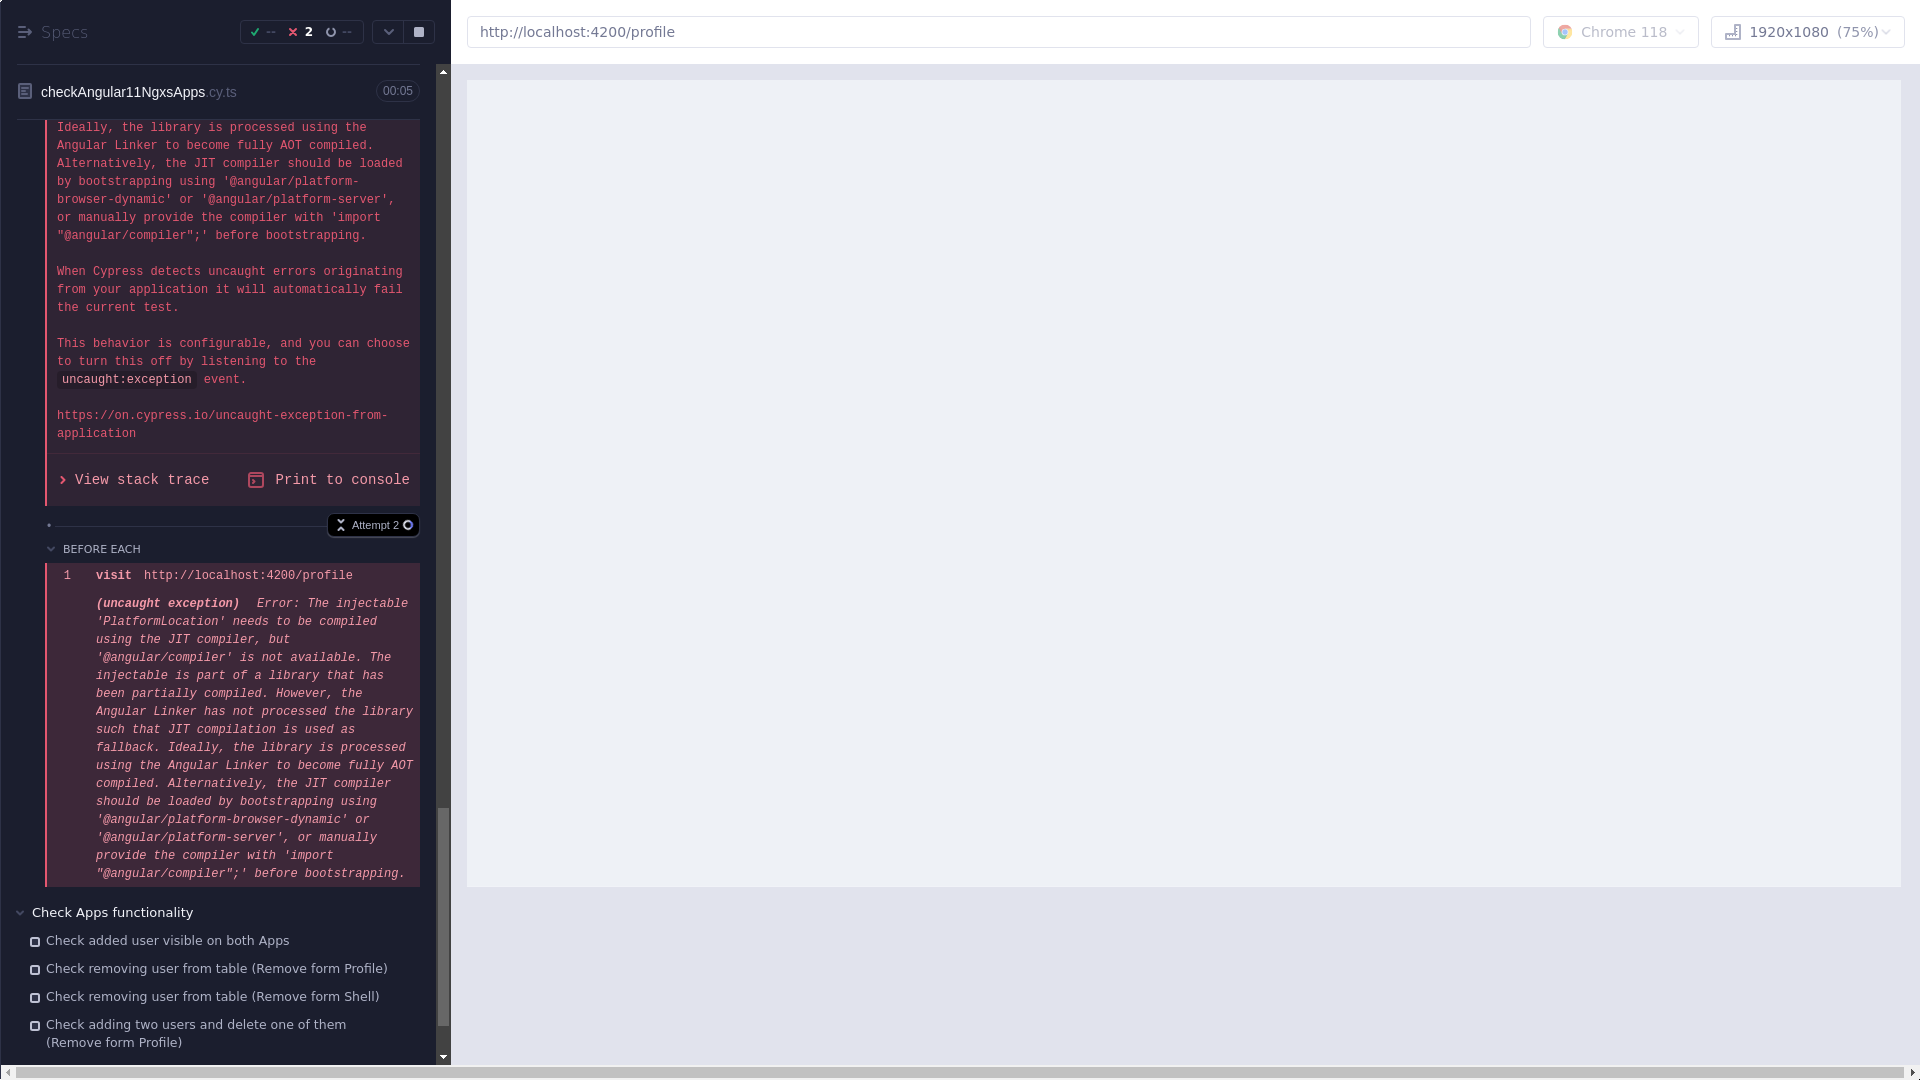 Specs
-- 2 --
http://localhost:4200/profile
Chrome 118
1920x1080 (75%)
checkAngular11NgxsApps.cy.ts
00:05
Ideally, the library is processed using the
Angular Linker to become fully AOT compiled.
Alternatively, the JIT compiler should be loaded
by bootstrapping using '@angular/platform-
browser-dynamic' or '@angular/platform-server',
or manually provide the compiler with 'import
"@angular/compiler";' before bootstrapping.
When Cypress detects uncaught errors originating
from your application it will automatically fail
the current test.
This behavior is configurable, and you can choose
to turn this off by listening to the
uncaught:exception event.
https://on.cypress.io/uncaught-exception-from-
application
View stack trace
Print to console
Attempt 2
BEFORE EACH
1 visit http://localhost:4200/profile
(uncaught exception) Error: The injectable
'PlatformLocation' needs to be compiled
using the JIT compiler, but
'@angular/compiler' is not available. The
injectable is part of a library that has
been partially compiled. However, the
Angular Linker has not processed the library
such that JIT compilation is used as
fallback. Ideally, the library is processed
using the Angular Linker to become fully AOT
compiled. Alternatively, the JIT compiler
should be loaded by bootstrapping using
'@angular/platform-browser-dynamic' or
'@angular/platform-server', or manually
provide the compiler with 'import
"@angular/compiler";' before bootstrapping.
Check Apps functionality
Check added user visible on both Apps
Check removing user from table (Remove form Profile)
Check removing user from table (Remove form Shell)
Check adding two users and delete one of them
(Remove form Profile)